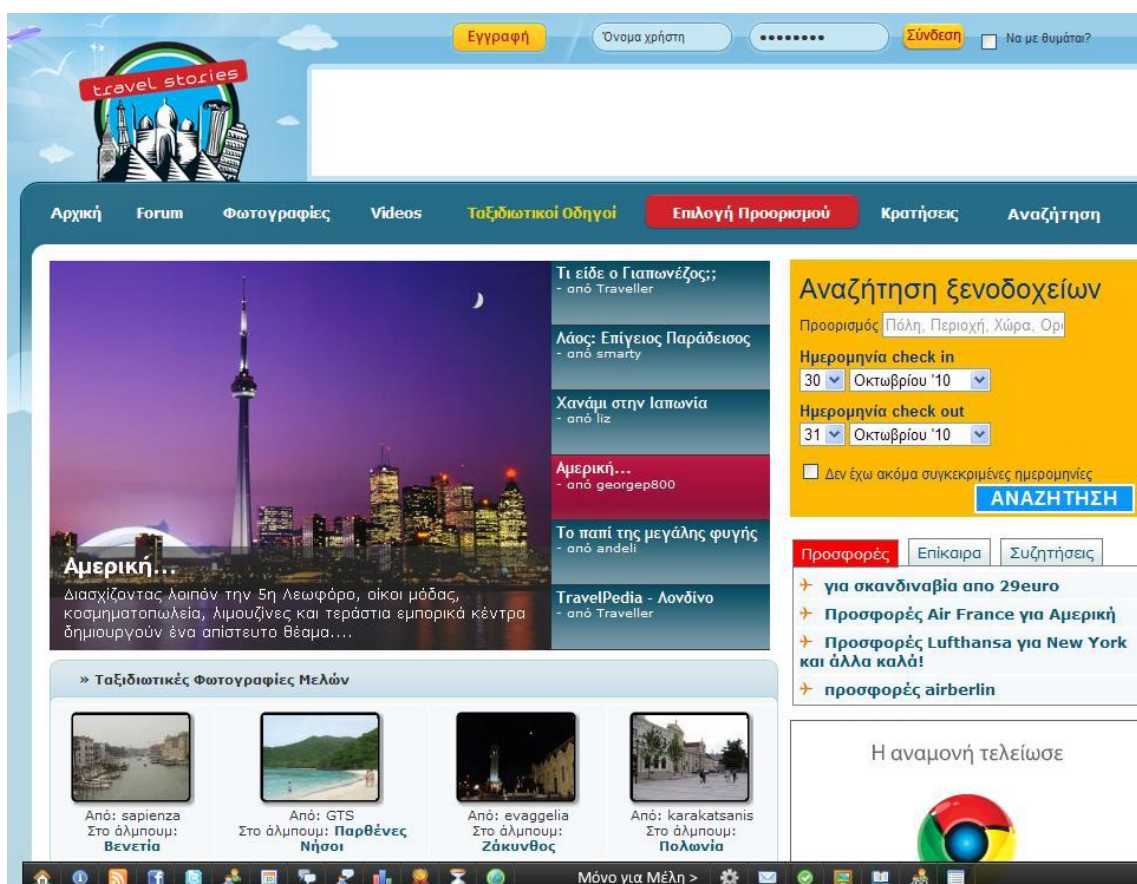 Εγγραφή
Όνομα χρήστη
••••••••
Σύνδεση
Να με θυμάται?
travel stories
Αρχική
Forum
Φωτογραφίες
Videos
Ταξιδιωτικοί Οδηγοί
Επιλογή Προορισμού
Κρατήσεις
Αναζήτηση
Αμερική...
Διασχίζοντας λοιπόν την 5η Λεωφόρο, οίκοι μόδας,
κοσμηματοπωλεία, λιμουζίνες και τεράστια εμπορικά κέντρα
δημιουργούν ένα απίστευτο θέαμα....
Τι είδε ο Γιαπωνέζος;;
- από Traveller
Λάος: Επίγειος Παράδεισος
- από smarty
Χανάμι στην Ιαπωνία
- από liz
Αμερική...
- από georgep800
Το παπί της μεγάλης φυγής
- από andeli
TravelPedia - Λονδίνο
- από Traveller
Αναζήτηση ξενοδοχείων
Προορισμός Πόλη, Περιοχή, Χώρα, Ορ
Ημερομηνία check in
30 Οκτωβρίου '10
Ημερομηνία check out
31 Οκτωβρίου '10
Δεν έχω ακόμα συγκεκριμένες ημερομηνίες
ΑΝΑΖΗΤΗΣΗ
Προσφορές
Επίκαιρα
Συζητήσεις
για σκανδιναβία απο 29euro
Προσφορές Air France για Αμερική
Προσφορές Lufthansa για New York
και άλλα καλά!
προσφορές airberlin
» Ταξιδιωτικές Φωτογραφίες Μελών
Από: sapienza
Στο άλμπουμ:
Βενετία
Από: GTS
Στο άλμπουμ: Παρθένες
Νήσοι
Από: evaggelia
Στο άλμπουμ:
Ζάκυνθος
Από: karakatsanis
Στο άλμπουμ:
Πολωνία
Η αναμονή τελείωσε
Μόνο για Μέλη >